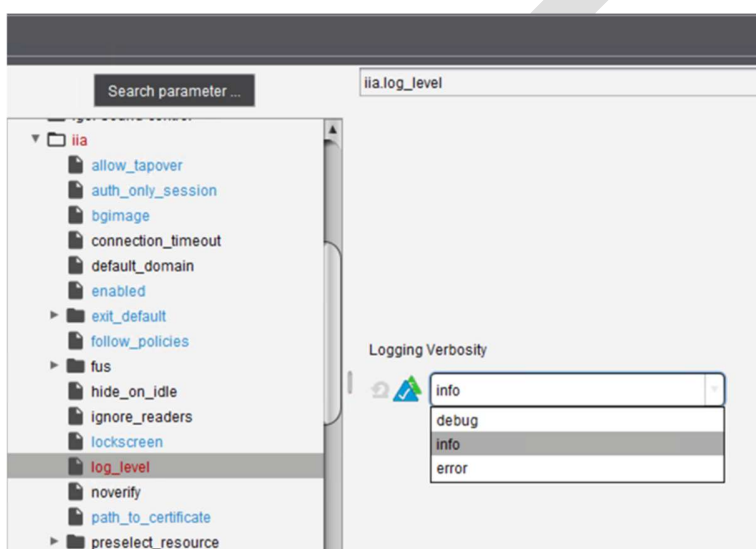 Search parameter ...
iia.log_level
iia
allow_tapover
auth_only_session
bgimage
connection_timeout
default_domain
enabled
exit_default
follow_policies
fus
hide_on_idle
ignore_readers
lockscreen
log_level
noverify
path_to_certificate
preselect_resource
Logging Verbosity
info
debug
info
error